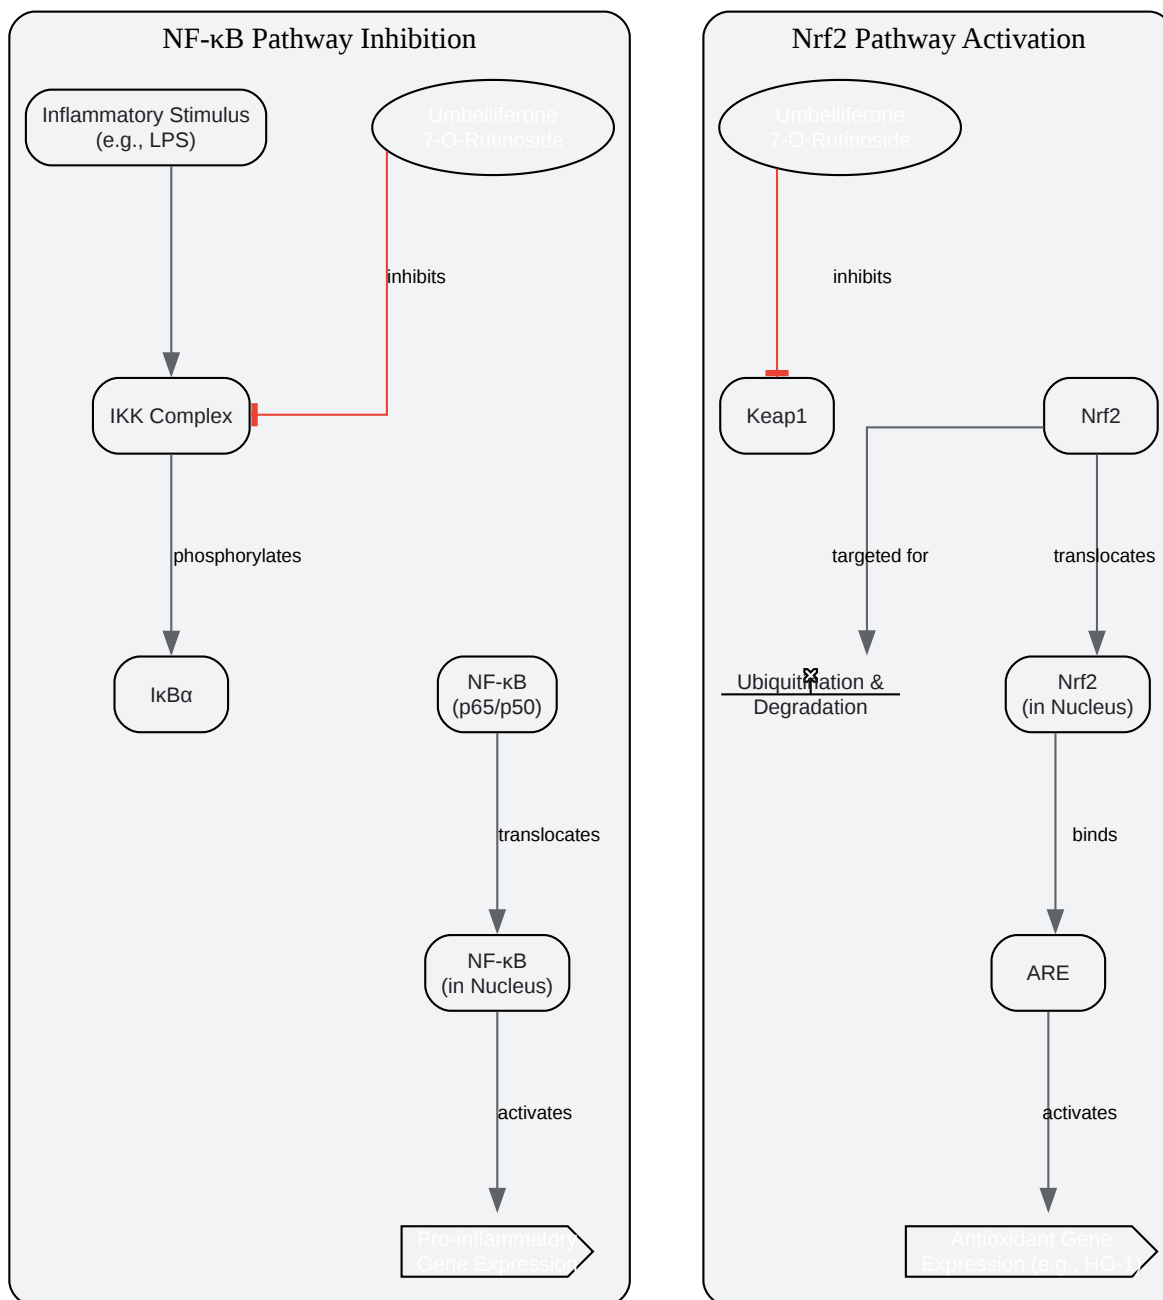 NF-κB Pathway Inhibition
Inflammatory Stimulus
(e.g., LPS)
Umbelliferone
7-O-Rutinoside
inhibits
IKK Complex
phosphorylates
IκBα
NF-κB
(p65/p50)
translocates
NF-κB
(in Nucleus)
activates
Pro-inflammatory
Gene Expression
Nrf2 Pathway Activation
Umbelliferone
7-O-Rutinoside
inhibits
Keap1
Nrf2
targeted for
translocates
Ubiquitination &
Degradation
Nrf2
(in Nucleus)
binds
ARE
activates
Antioxidant Gene
Expression (e.g., HO-1)